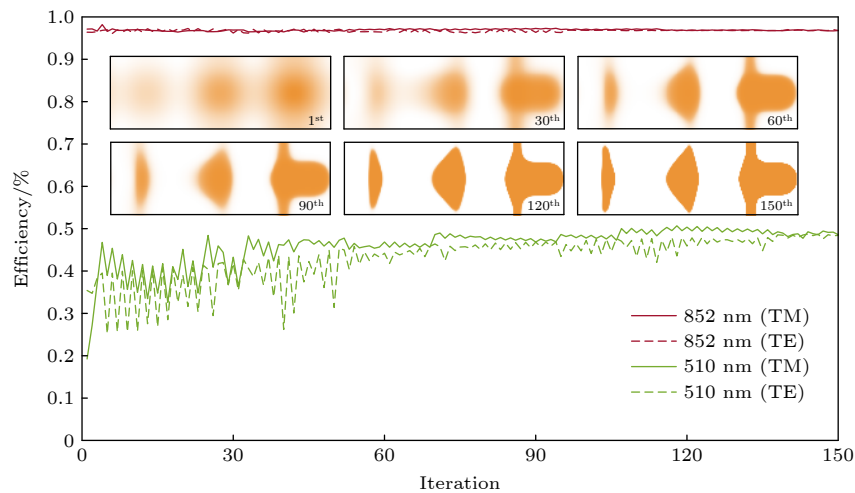 1.0
0.9
0.8
0.7
0.6
0.5
0.4
0.3
0.2
0.1
0
Efficiency/%
1st
30th
60th
90th
120th
150th
852 nm (TM)
852 nm (TE)
510 nm (TM)
510 nm (TE)
0
30
60
90
120
150
Iteration